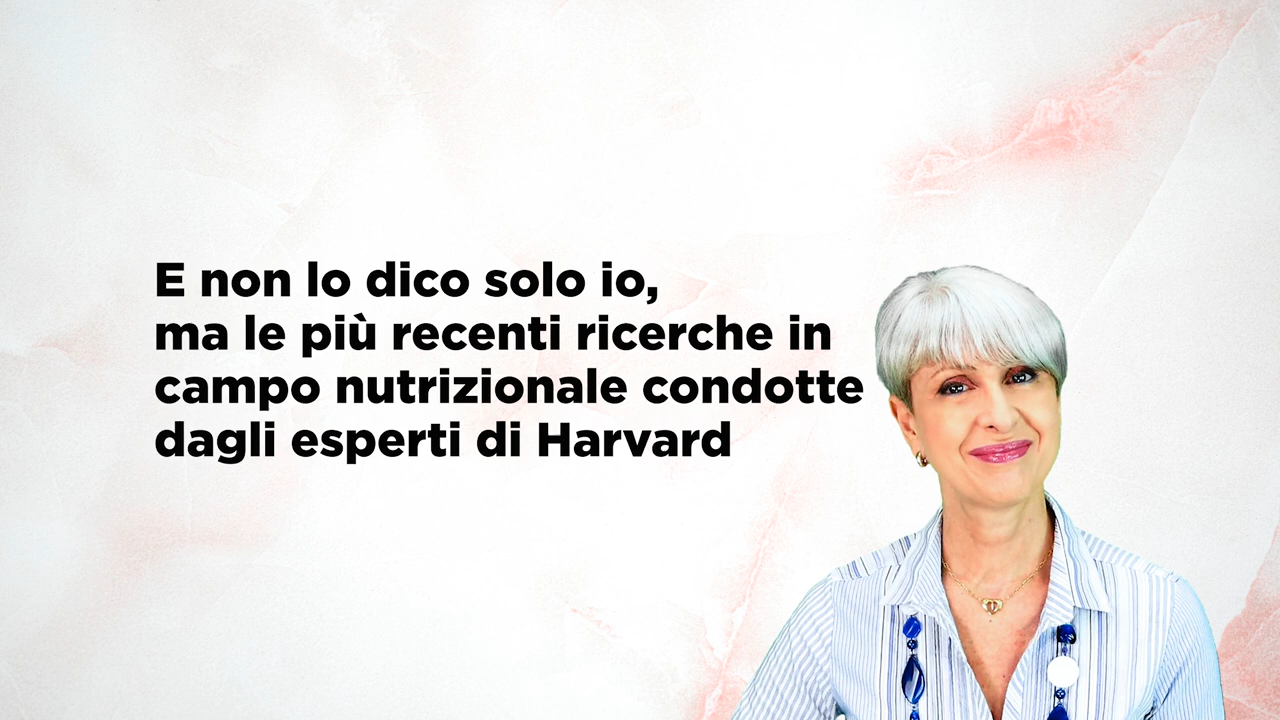 E non lo dico solo io,
ma le più recenti ricerche in
campo nutrizionale condotte
dagli esperti di Harvard